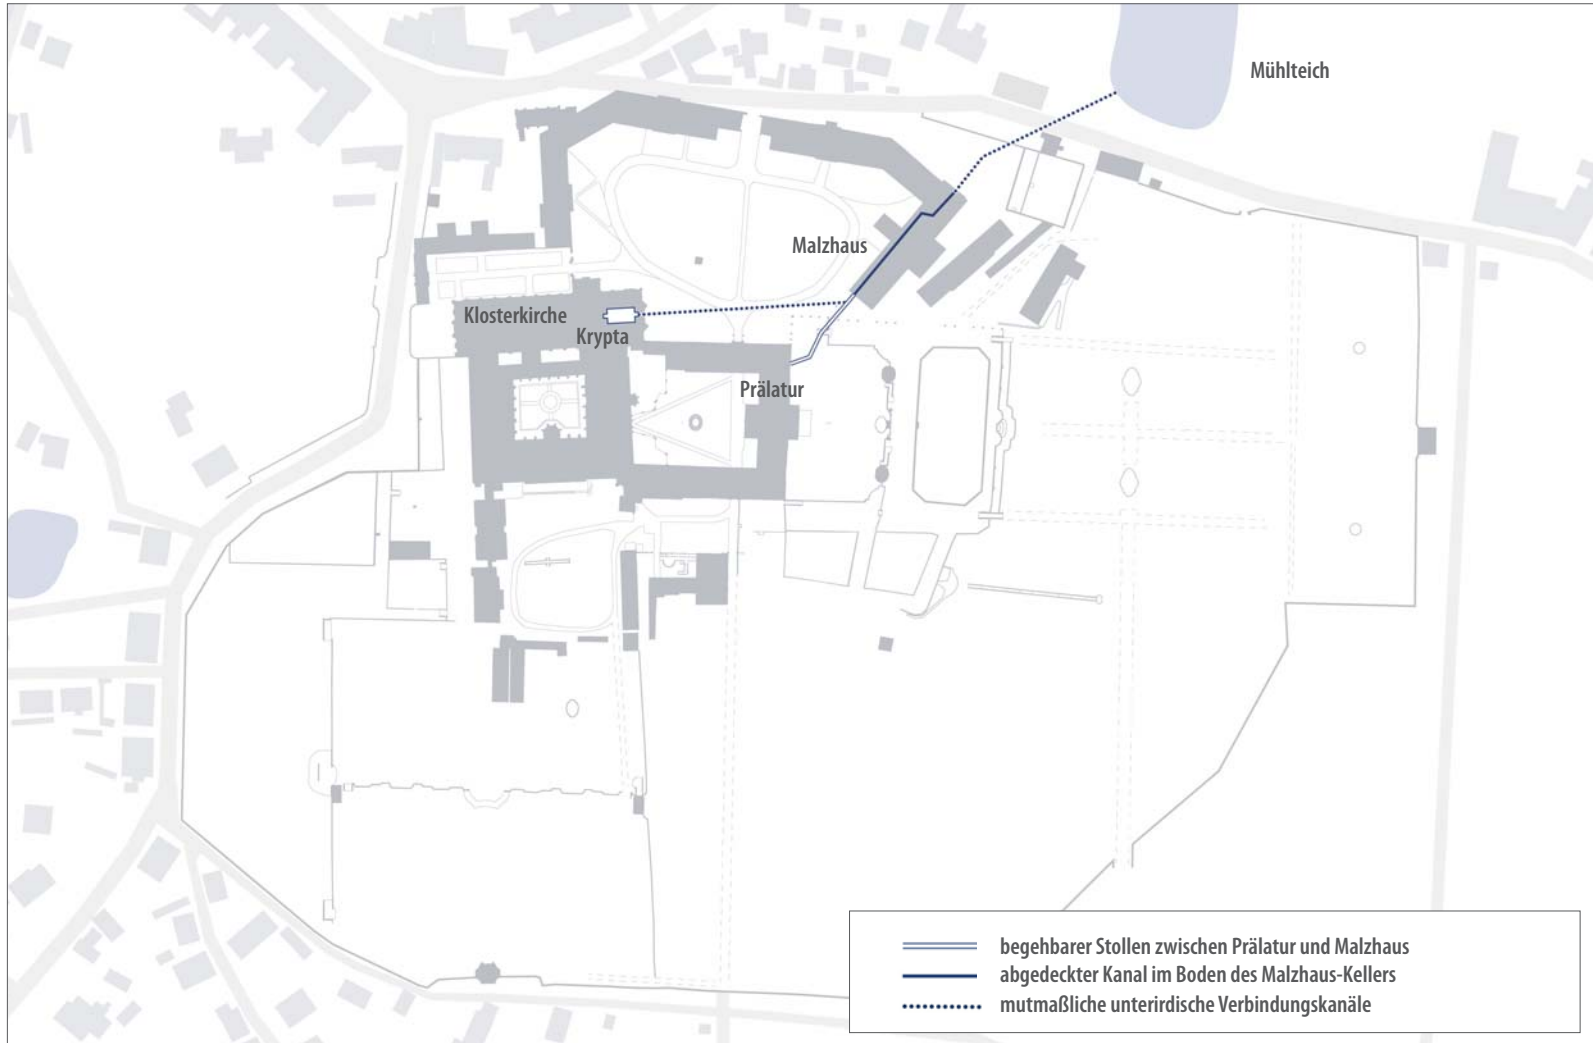 Mühlteich
Malzhaus
Klosterkirche
Krypta
Prälatur
begehbarer Stollen zwischen Prälatur und Malzhaus
abgedeckter Kanal im Boden des Malzhaus-Kellers
mutmaßliche unterirdische Verbindungskanäle